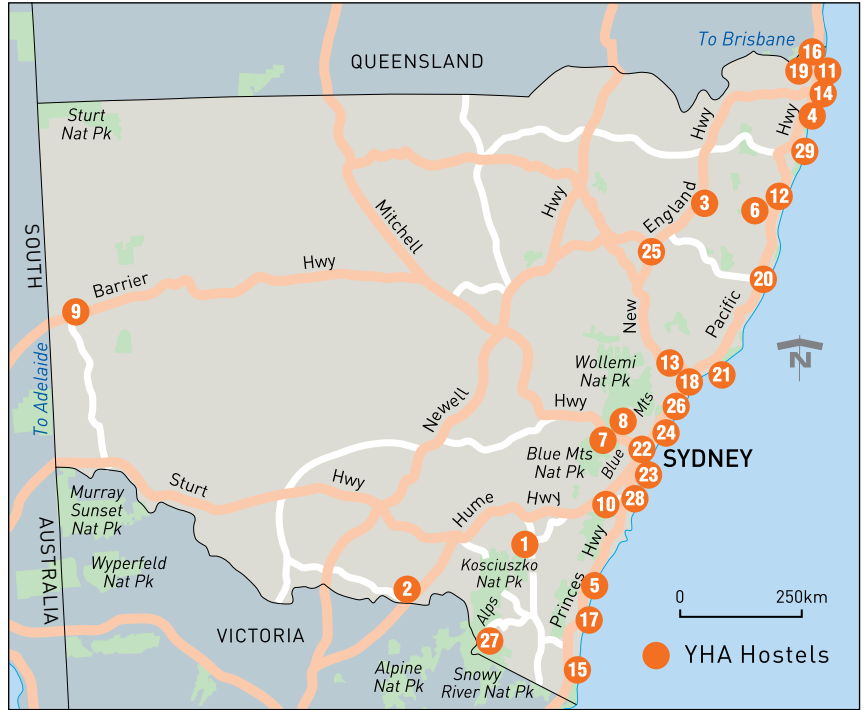 To Brisbane
16
QUEENSLAND
19
11
14
Sturt
Nat Pk
Hwy
Hwy
4
29
England
3
6
12
Hwy
Mitchell
SOUTH
25
Barrier
Hwy
20
9
New
Pacific
N
To Adelaide
Wollemi
Nat Pk
13
18
21
Newell
Hwy
Mts
26
8
7
24
Blue Mts
Nat Pk
Blue
22
SYDNEY
23
Sturt
Hwy
Murray
Sunset
Nat Pk
Hume
Hwy
10
28
AUSTRALIA
Hwy
1
Wyperfeld
Nat Pk
Kosciuszko
Nat Pk
2
5
0
250km
Alps
Princes
17
VICTORIA
27
YHA Hostels
Alpine
Nat Pk
Snowy
River Nat Pk
15